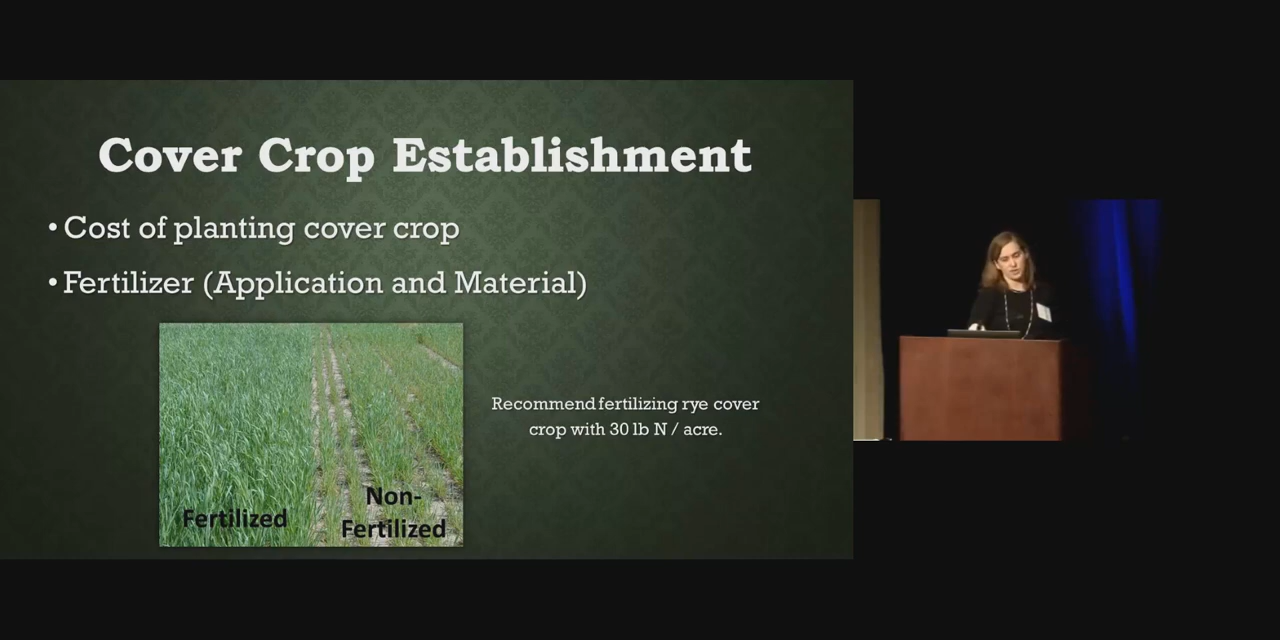 Cover Crop Establishment
• Cost of planting cover crop
• Fertilizer (Application and Material)
Recommend fertilizing rye cover
crop with 30 lb N / acre.
Fertilized
Non-
Fertilized